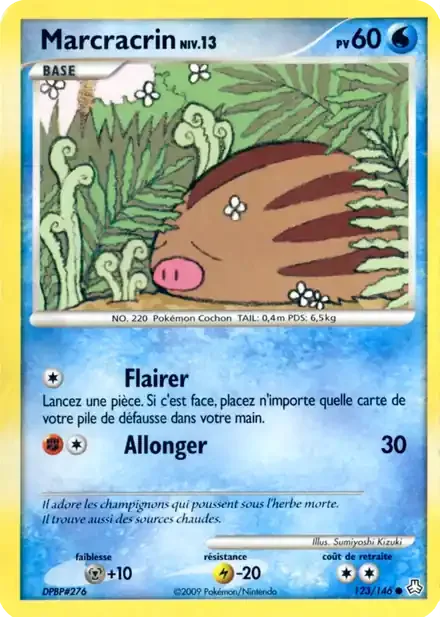 Marcracrin NIV.13 PV 60
BASE
NO. 220 Pokémon Cochon TAIL: 0,4m PDS: 6,5kg
Flairer
Lancez une pièce. Si c'est face, placez n'importe quelle carte de
votre pile de défausse dans votre main.
Allonger 30
Il adore les champignons qui poussent sous l'herbe morte.
Il trouve aussi des sources chaudes.
Illus. Sumiyoshi Kizuki
faiblesse résistance coût de retraite
+10 -20
DPBP#276 ©2009 Pokémon/Nintendo 123/146